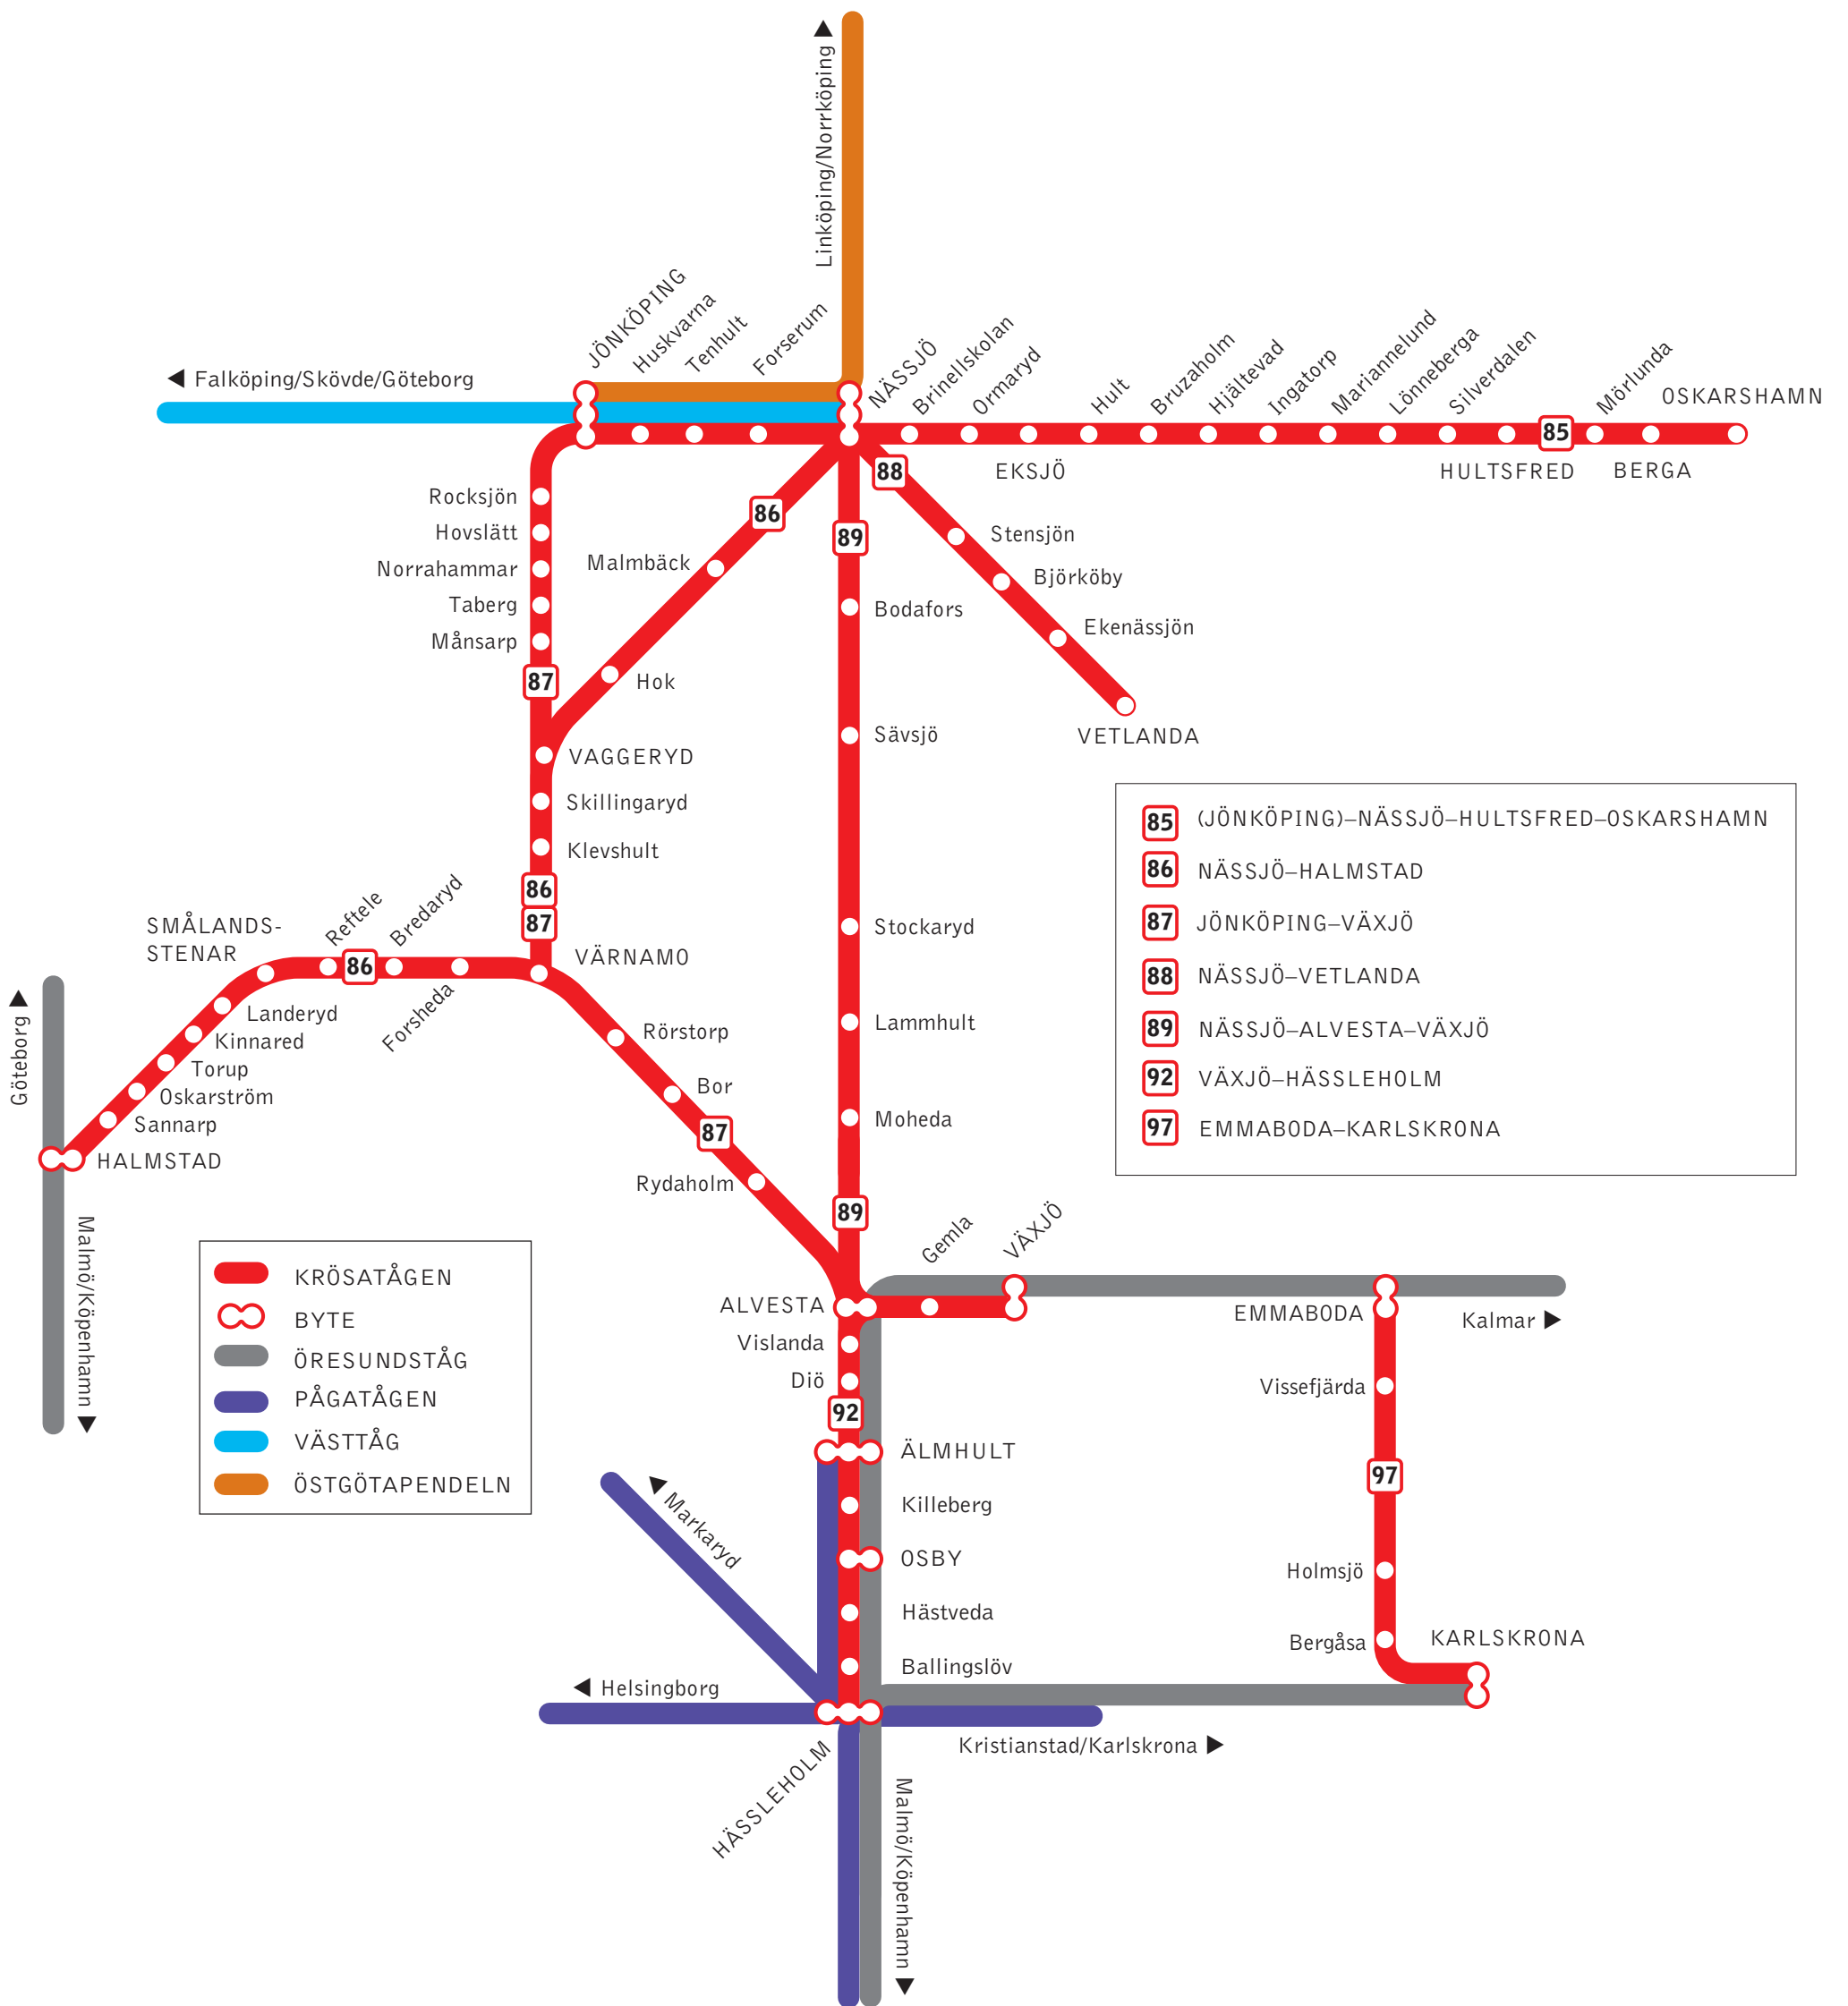 Linköping/Norrköping
Falköping/Skövde/Göteborg
JÖNKÖPING
Huskvarna
Tenhult
Forserum
NÄSSJÖ
Brinellskolan
Ormaryd
EKSJÖ
Hult
Bruzaholm
Hjältevad
Ingatorp
Mariannelund
Lönneberga
Silverdalen
HULTSFRED
85
Mörlunda
BERGA
OSKARSHAMN
88
86
89
Rocksjön
Hovslätt
Norrahammar
Taberg
Månsarp
87
Malmbäck
Hok
Stensjön
Björköby
Ekenässjön
VETLANDA
Bodafors
Sävsjö
Stockaryd
Lammhult
Moheda
89
VAGGERYD
Skillingaryd
Klevshult
86
87
VÄRNAMO
SMÅLANDS-
STENAR
Reftele
86
Bredaryd
Forsheda
Landeryd
Kinnared
Torup
Oskarström
Sannarp
HALMSTAD
Göteborg
Malmö/Köpenhamn
Rörstorp
Bor
87
Rydaholm
85 (JÖNKÖPING)–NÄSSJÖ–HULTSFRED–OSKARSHAMN
86 NÄSSJÖ–HALMSTAD
87 JÖNKÖPING–VÄXJÖ
88 NÄSSJÖ–VETLANDA
89 NÄSSJÖ–ALVESTA–VÄXJÖ
92 VÄXJÖ–HÄSSLEHOLM
97 EMMABODA–KARLSKRONA
KRÖSATÅGEN
BYTE
ÖRESUNDSTÅG
PÅGATÅGEN
VÄSTTÅG
ÖSTGÖTAPENDELN
ALVESTA
Gemla
VÄXJÖ
EMMABODA
Kalmar
Vislanda
Diö
92
ÄLMHULT
Killeberg
OSBY
Hästveda
Ballingslöv
Vissefjärda
97
Holmsjö
Bergåsa
KARLSKRONA
Markaryd
Helsingborg
Kristianstad/Karlskrona
HÄSSLEHOLM
Malmö/Köpenhamn